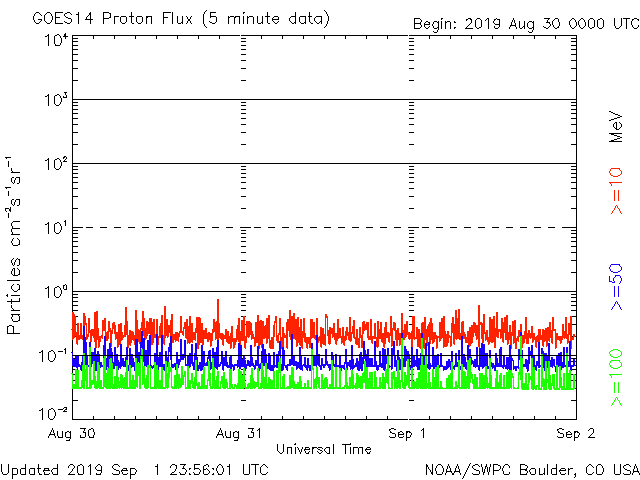 GOES14 Proton Flux (5 minute data)
Begin: 2019 Aug 30 0000 UTC
10⁴
10³
10²
10¹
10⁰
10⁻¹
10⁻²
Particles cm⁻²s⁻¹sr⁻¹
MeV
>=10
>=50
>=100
Aug 30
Aug 31
Sep 1
Sep 2
Universal Time
Updated 2019 Sep 1 23:56:01 UTC
NOAA/SWPC Boulder, CO USA